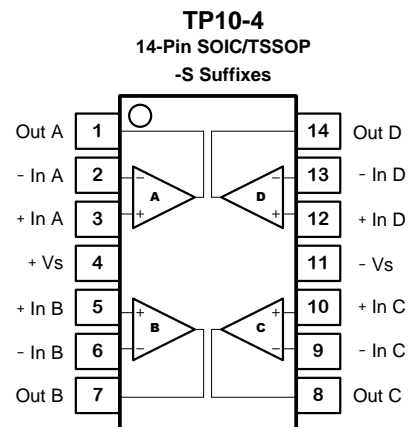 TP10-4
14-Pin SOIC/TSSOP
-S Suffixes
Out A 1 14 Out D
- In A 2 - A - D 13 - In D
+ In A 3 + + 12 + In D
+ Vs 4 11 - Vs
+ In B 5 + B + C 10 + In C
- In B 6 - - 9 - In C
Out B 7 8 Out C